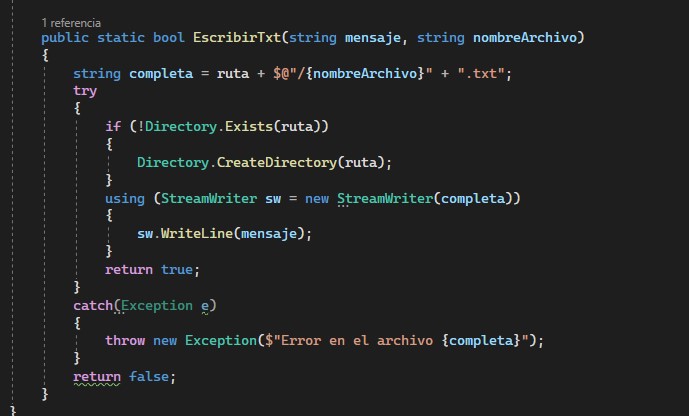 1 referencia
public static bool EscribirTxt(string mensaje, string nombreArchivo)
{
string completa = ruta + $@"/{nombreArchivo}" + ".txt";
try
{
if (!Directory.Exists(ruta))
{
Directory.CreateDirectory(ruta);
}
using (StreamWriter sw = new StreamWriter(completa))
{
sw.WriteLine(mensaje);
}
return true;
}
catch(Exception e)
{
throw new Exception($"Error en el archivo {completa}");
}
return false;
}
}